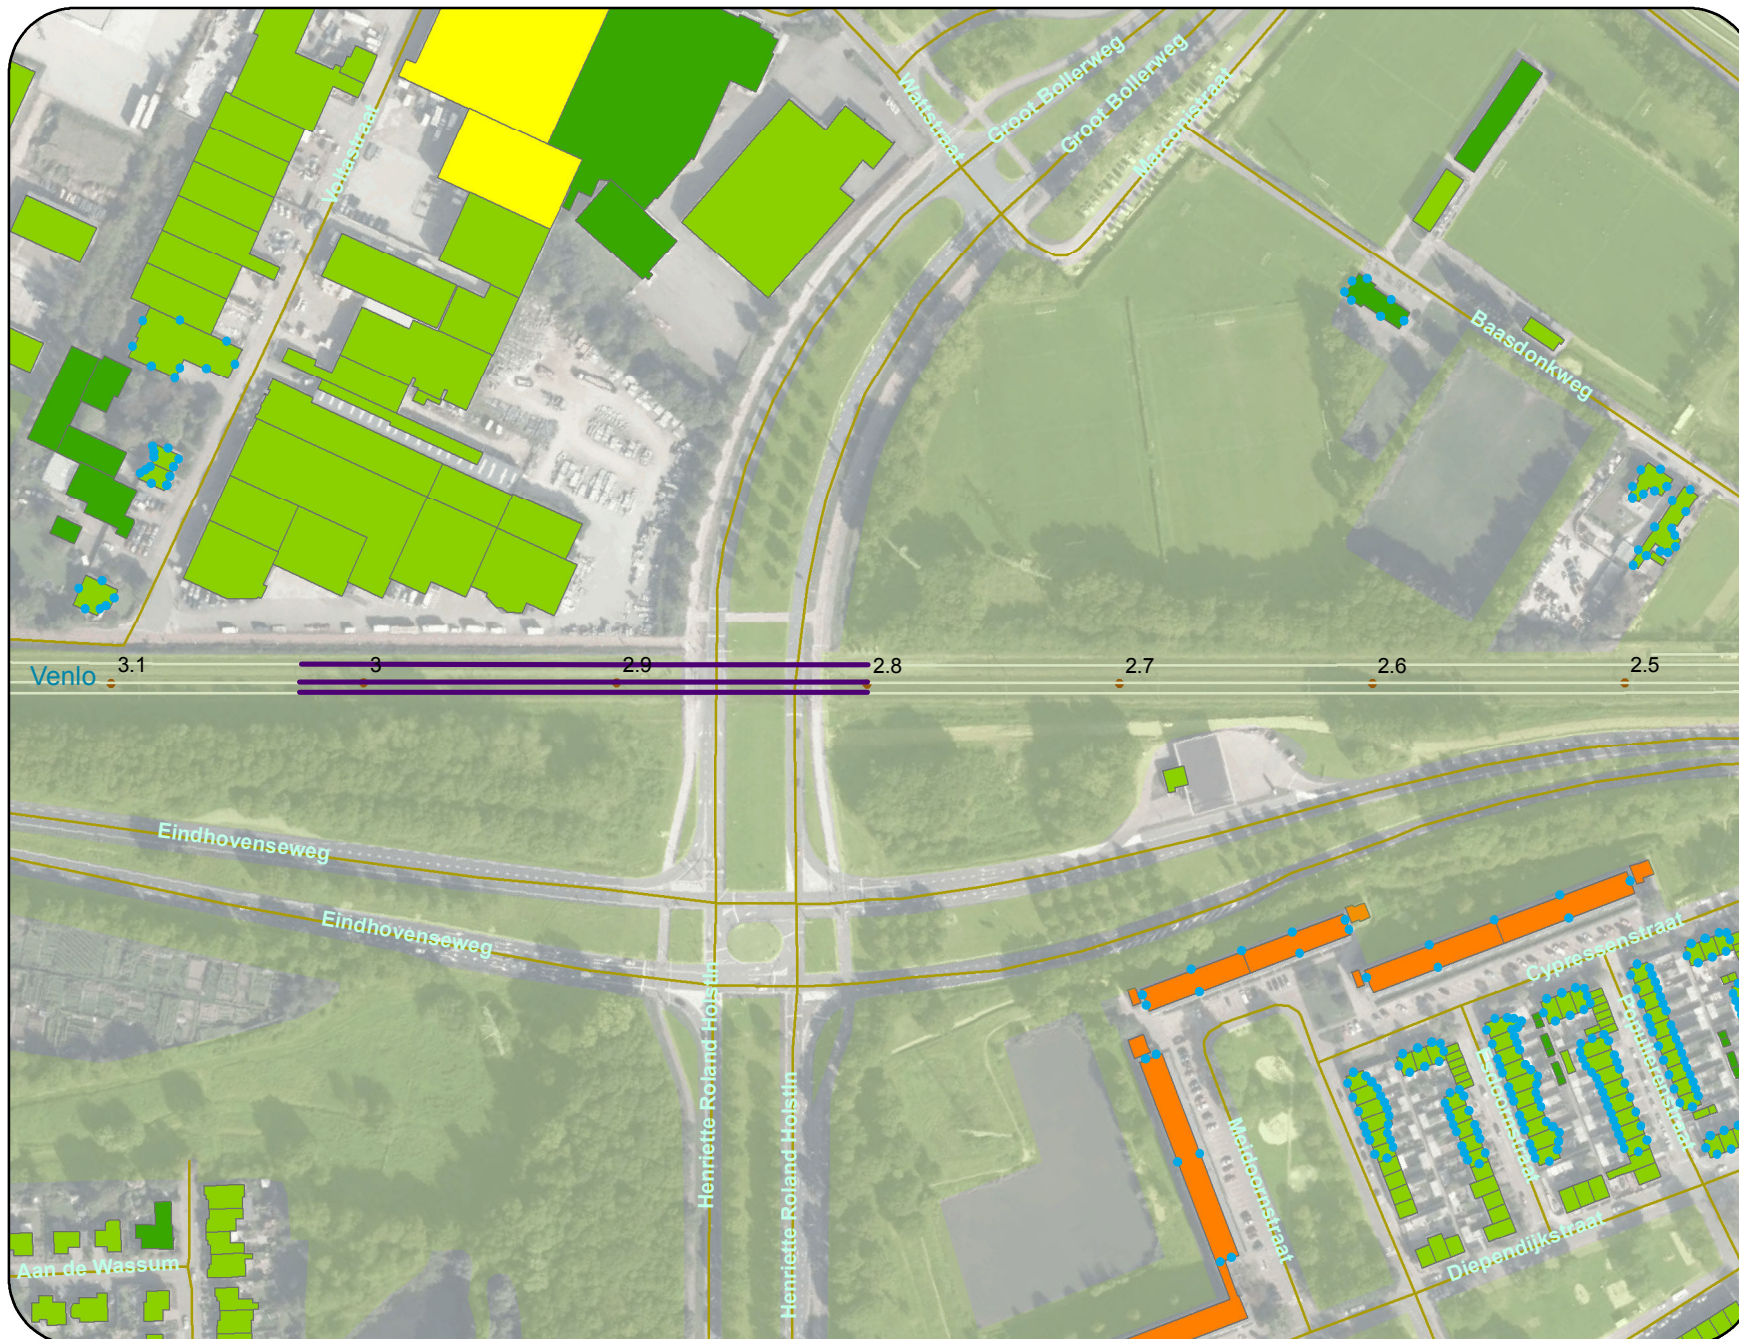 Groot Bollerweg
Groot Bollerweg
Wattstraat
Marconistraat
Voltastraat
Baasdonkweg
Venlo
3.1
3
2.9
2.8
2.7
2.6
2.5
Eindhovenseweg
Eindhovenseweg
Cypressenstraat
Populierenstraat
Esdoornstraat
Meidoornstraat
Henriette Roland Holstln
Henriette Roland Holstln
Diependijkstraat
Aan de Wassum